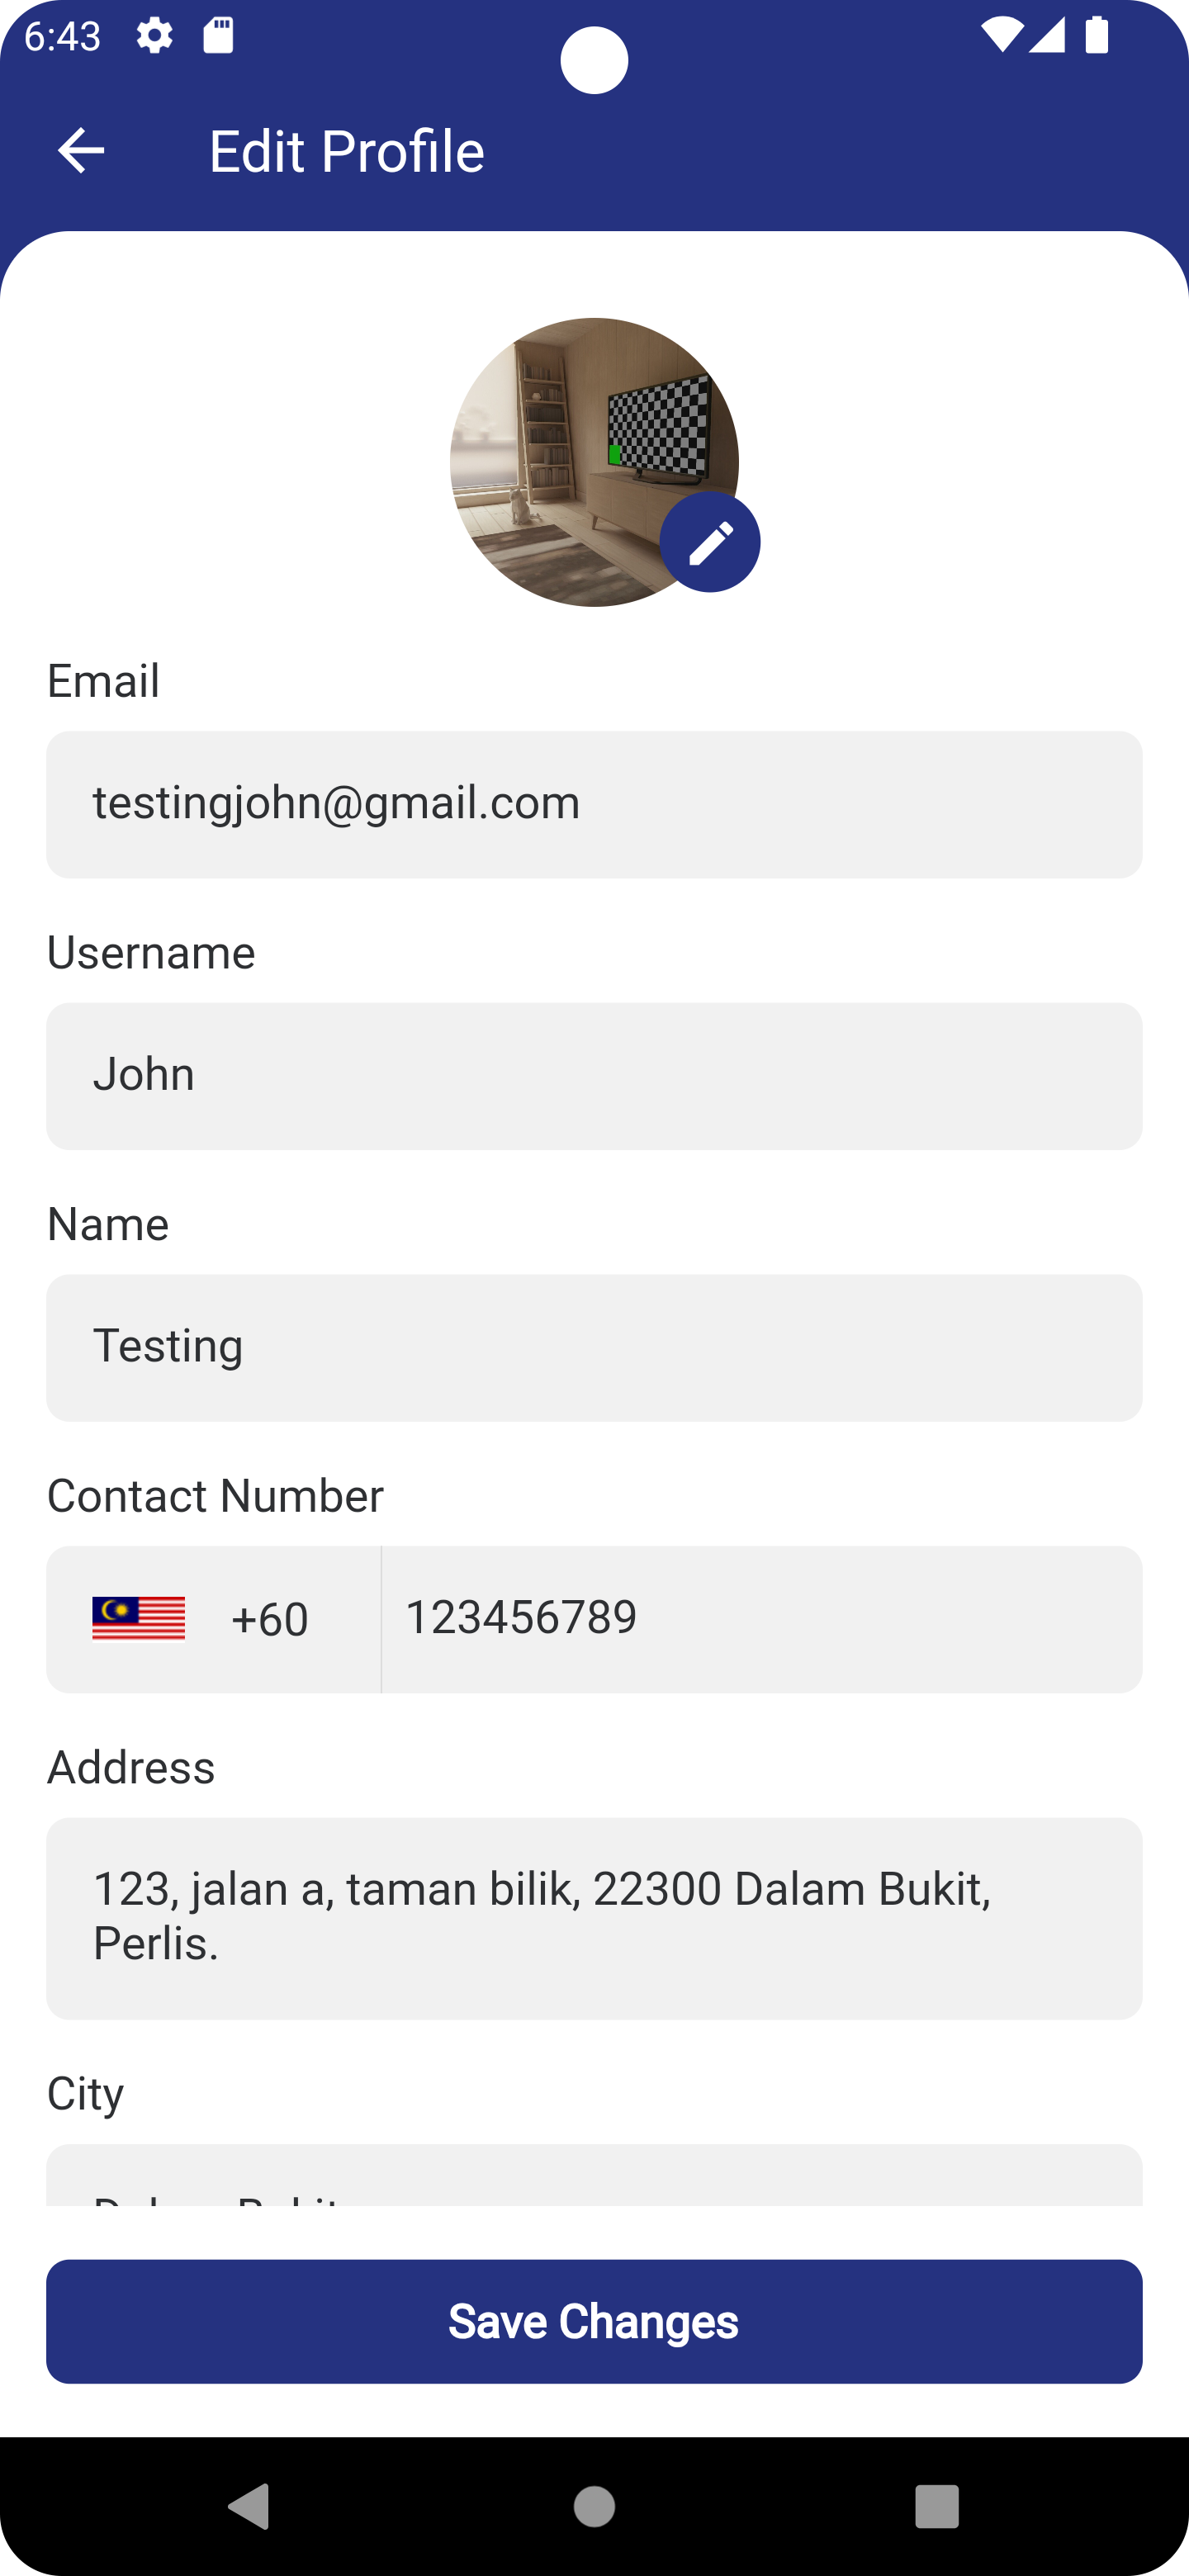 6:43
Edit Profile
Email
testingjohn@gmail.com
Username
John
Name
Testing
Contact Number
+60 123456789
Address
123, jalan a, taman bilik, 22300 Dalam Bukit,
Perlis.
City
Save Changes